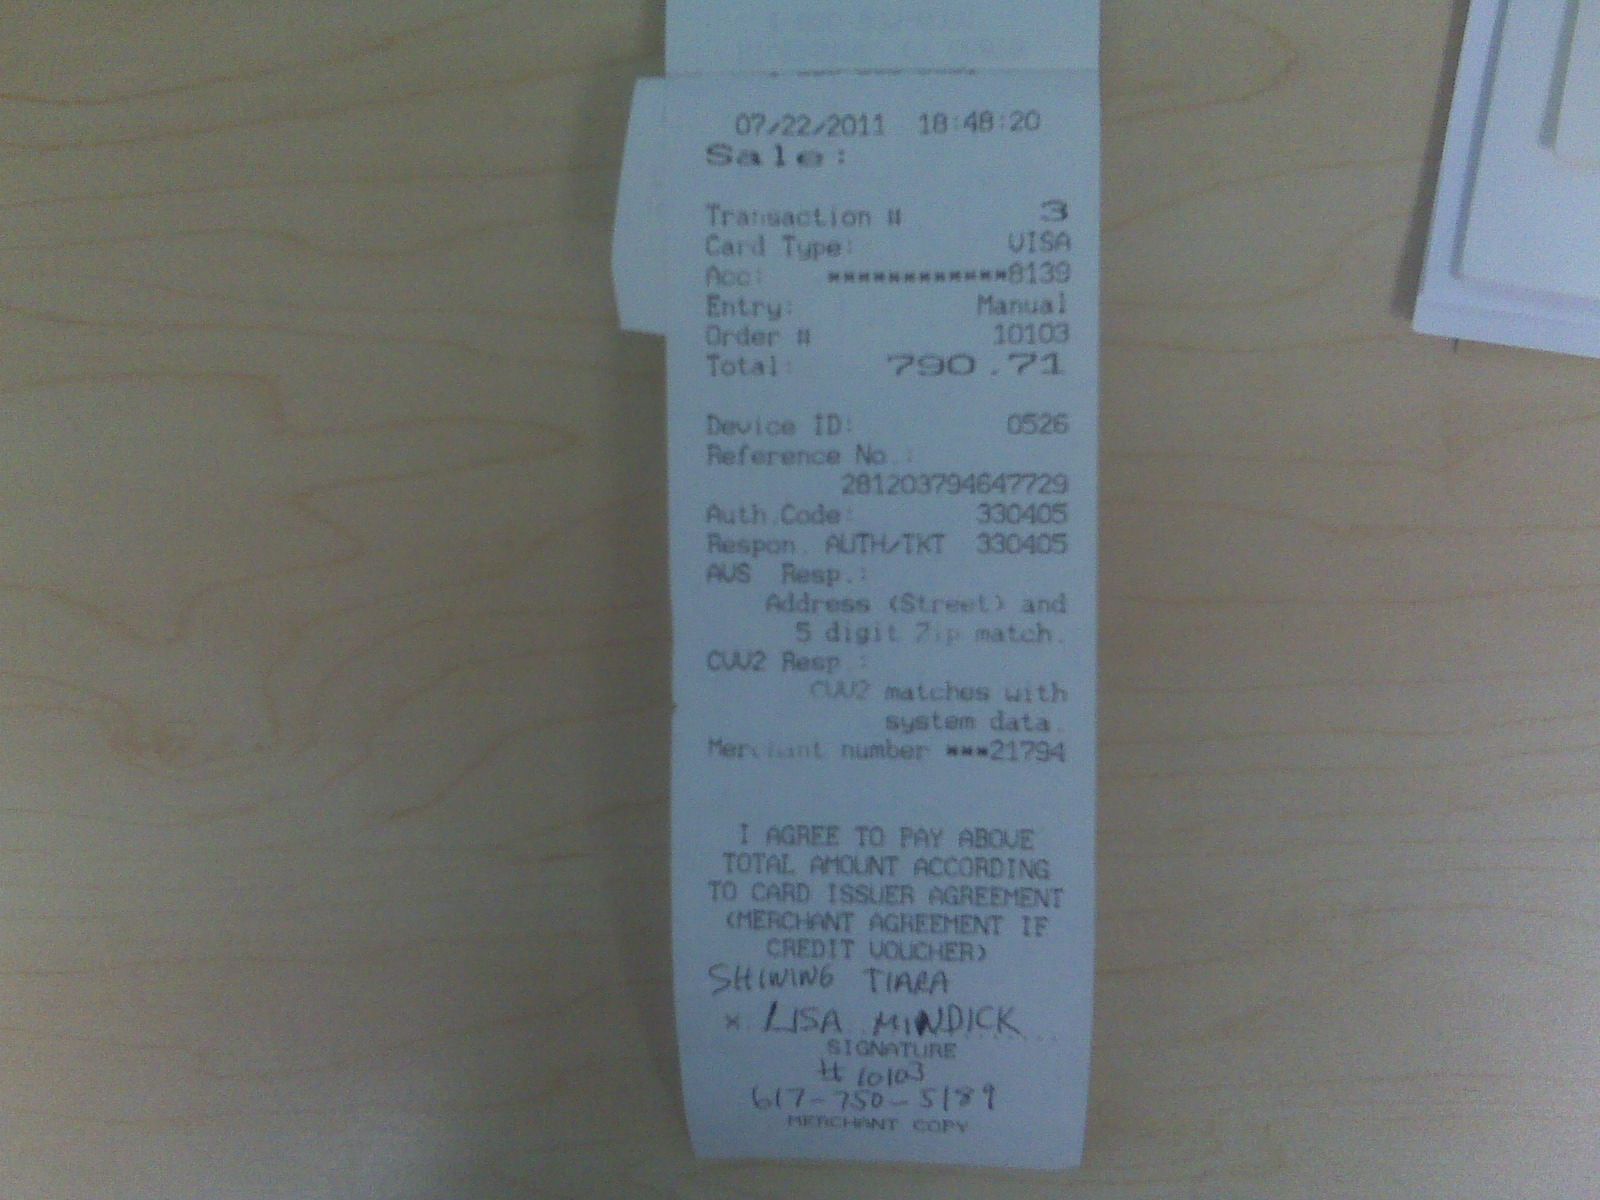 07/22/2011 18:48:20
Sale:
Transaction # 3
Card Type: VISA
Acc: ************8139
Entry: Manual
Order # 10103
Total: 790.71
Device ID: 0526
Reference No.:
281203794647729
Auth.Code: 330405
Respon. AUTH/TKT 330405
AVS Resp.:
Address (Street) and
5 digit Zip match.
CVV2 Resp.:
CVV2 matches with
system data.
Merchant number ***21794
I AGREE TO PAY ABOVE
TOTAL AMOUNT ACCORDING
TO CARD ISSUER AGREEMENT
(MERCHANT AGREEMENT IF
CREDIT VOUCHER)
SHINING TIARA
x LISA MINDICK
SIGNATURE
# 10103
617-750-5189
MERCHANT COPY